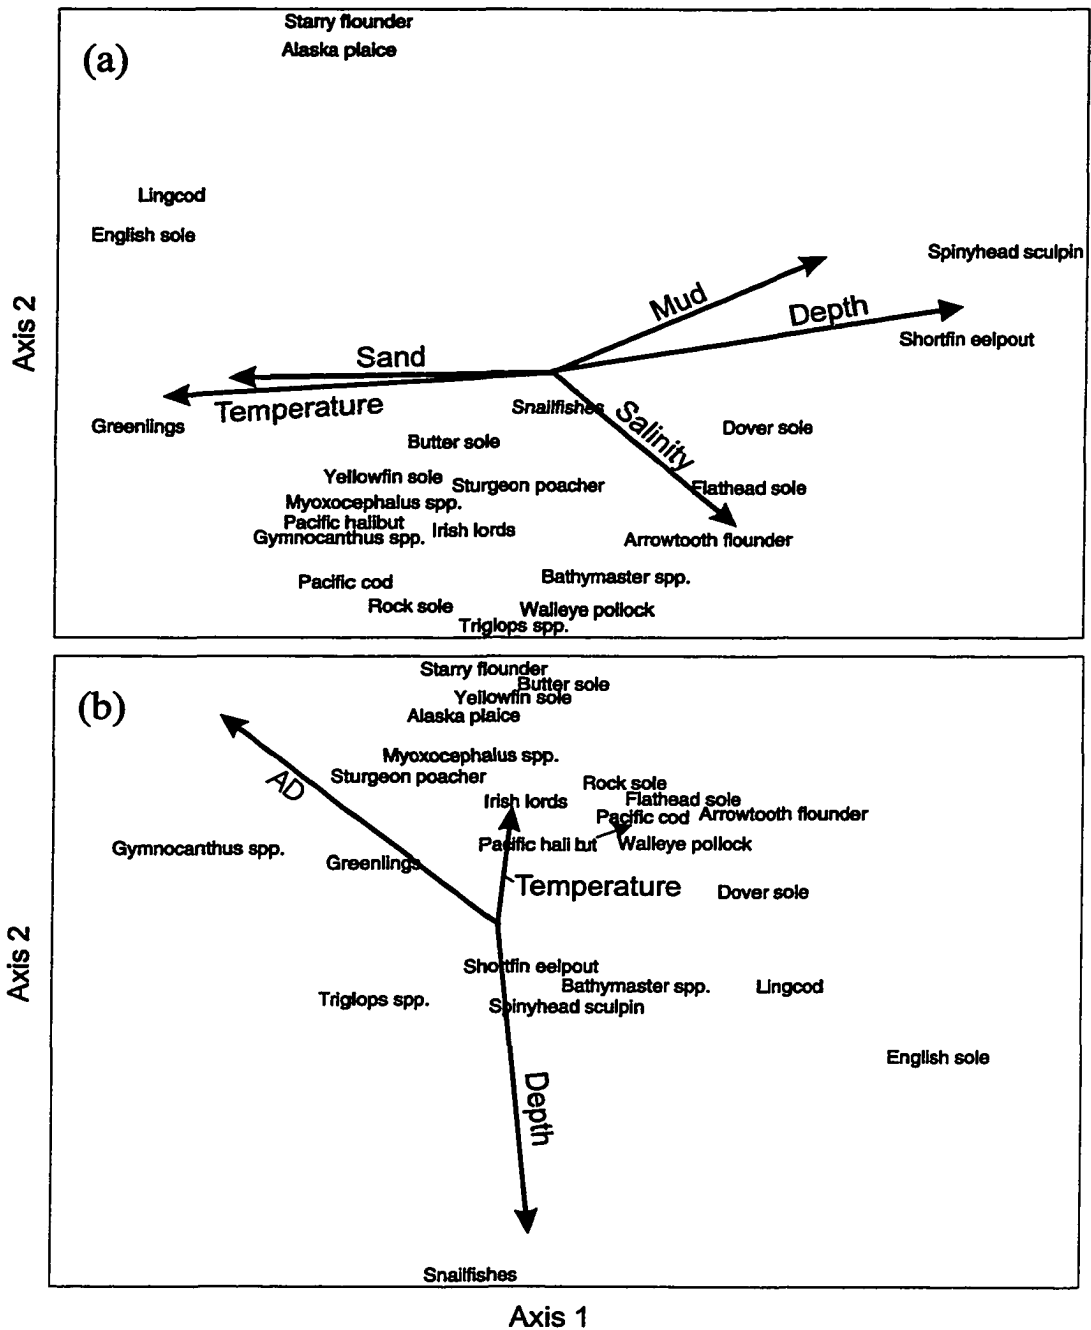 Starry flounder
(a)
Alaska plaice
Lingcod
English sole
Spinyhead sculpin
Mud
Depth
Axis 2
Shortfin eelpout
Sand
Temperature
Snailfishes
Salinity
Greenlings
Dover sole
Butter sole
Yellowfin sole
Sturgeon poacher
Flathead sole
Myoxocephalus spp.
Pacific halibut
Irish lords
Gymnocanthus spp.
Arrowtooth flounder
Pacific cod
Bathymaster spp.
Rock sole
Walleye pollock
Triglops spp.
Starry flounder
Butter sole
(b)
Yellowfin sole
Alaska plaice
Myoxocephalus spp.
AD
Sturgeon poacher
Rock sole
Irish lords
Flathead sole
Pacific cod
Arrowtooth flounder
Gymnocanthus spp.
Pacific hali but
Walleye pollock
Greenlings
Temperature
Dover sole
Axis 2
Shortfin eelpout
Bathymaster spp.
Lingcod
Triglops spp.
Spinyhead sculpin
English sole
Depth
Snailfishes
Axis 1